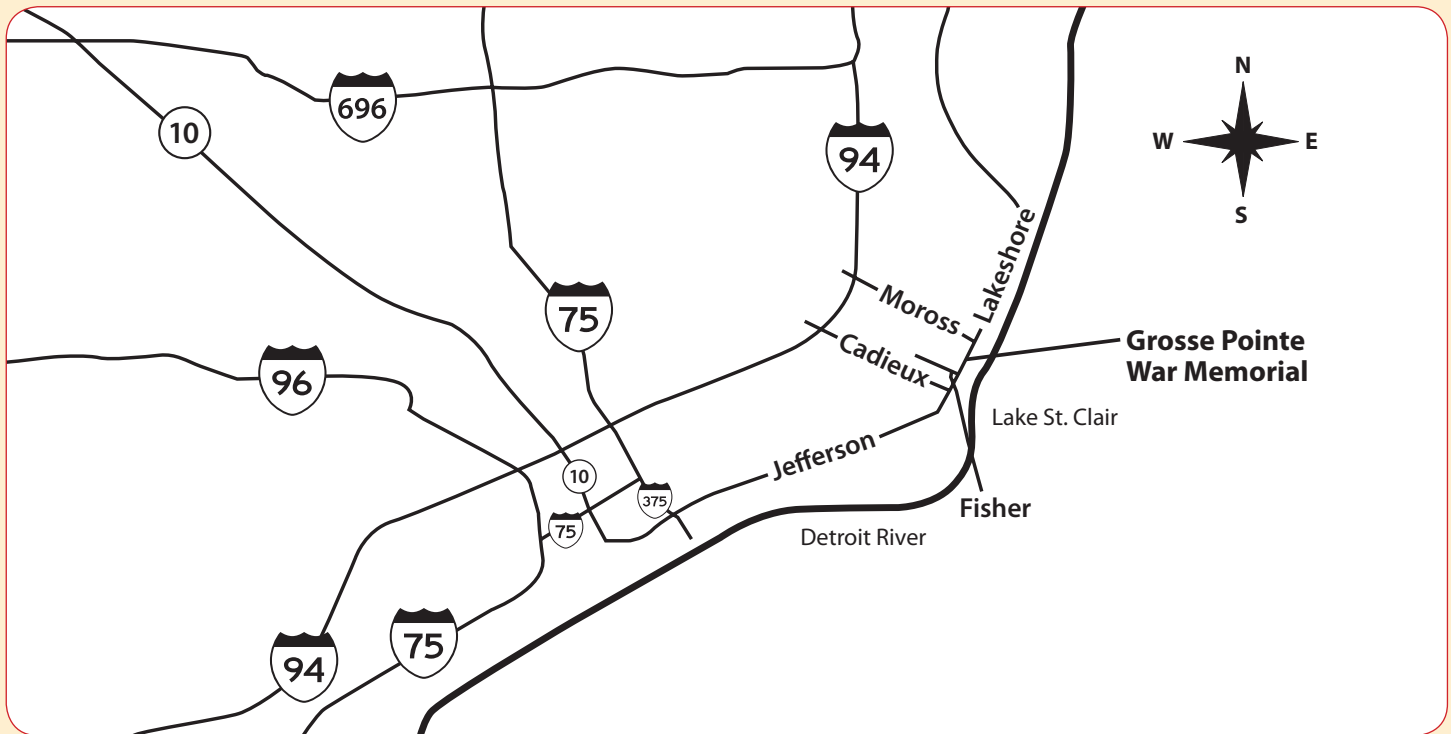 N
696
10
W
E
94
S
Lakeshore
Moross
75
Grosse Pointe
War Memorial
Cadieux
96
Lake St. Clair
Jefferson
10
375
Fisher
75
Detroit River
75
94